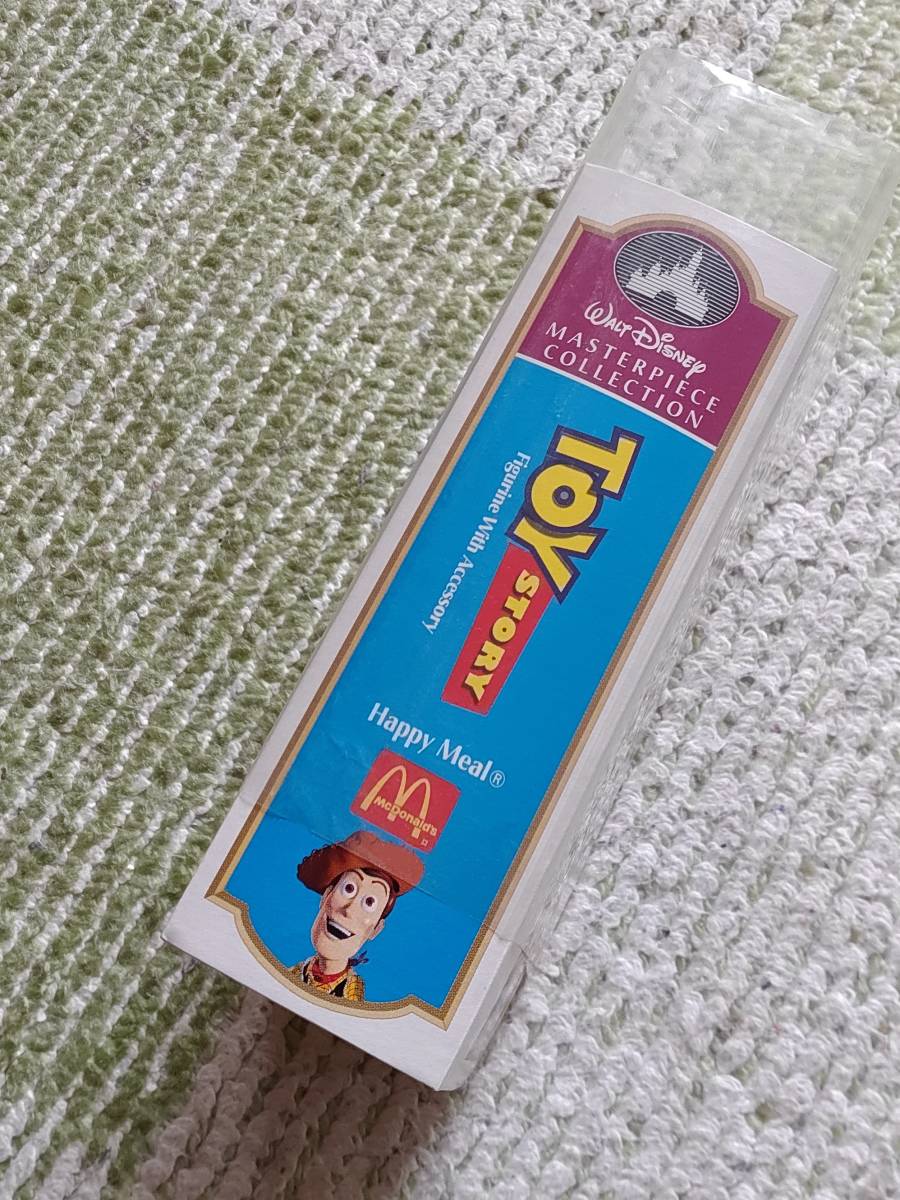 Walt Disney
MASTERPIECE
COLLECTION
TOY
STORY
Figurine With Accessory
Happy Meal®
McDonald's